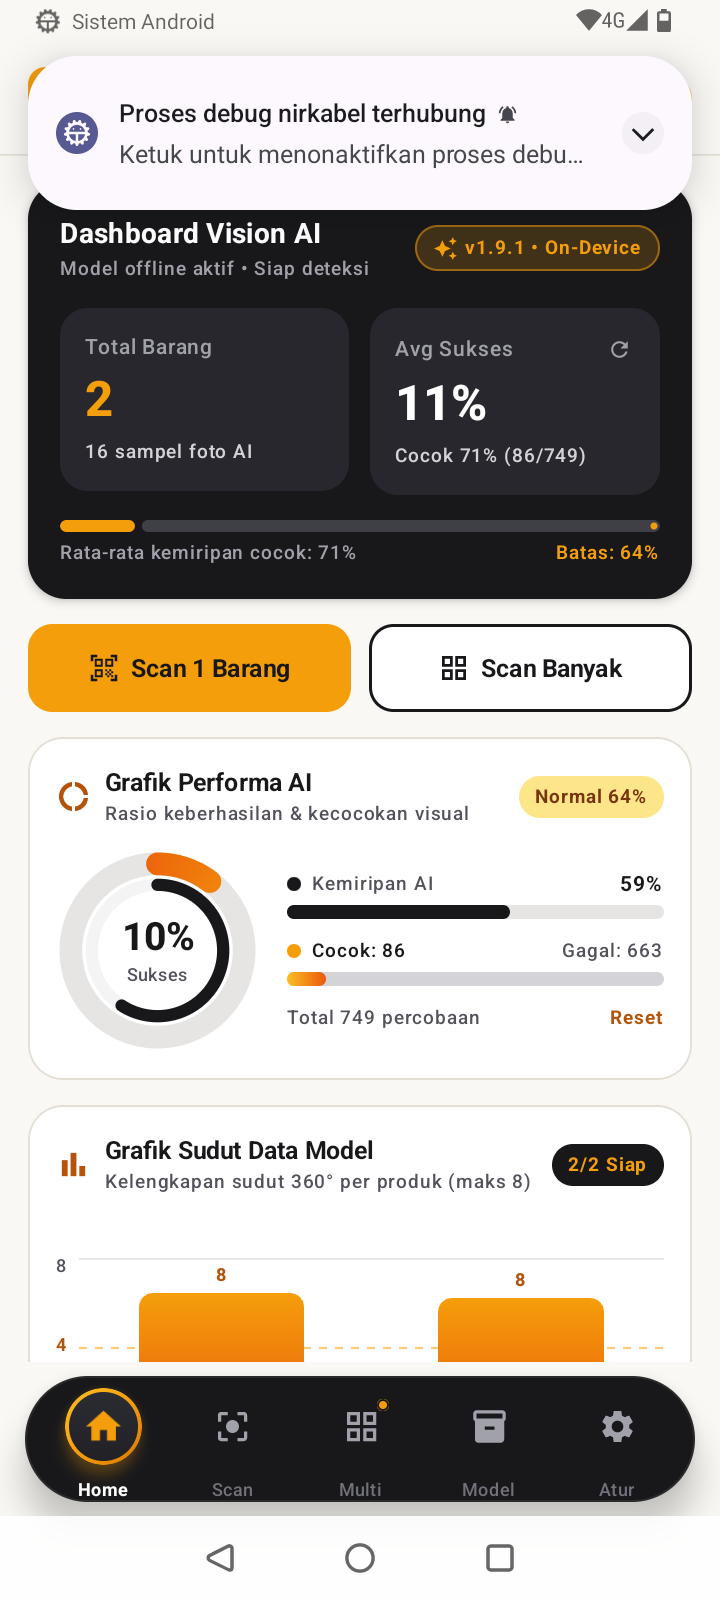 Sistem Android
4G
Proses debug nirkabel terhubung
Ketuk untuk menonaktifkan proses debu...
Dashboard Vision AI
Model offline aktif • Siap deteksi
v1.9.1 • On-Device
Total Barang
2
16 sampel foto AI
Avg Sukses
11%
Cocok 71% (86/749)
Rata-rata kemiripan cocok: 71%
Batas: 64%
Scan 1 Barang
Scan Banyak
Grafik Performa AI
Rasio keberhasilan & kecocokan visual
Normal 64%
10%
Sukses
Kemiripan AI
59%
Cocok: 86
Gagal: 663
Total 749 percobaan
Reset
Grafik Sudut Data Model
Kelengkapan sudut 360° per produk (maks 8)
2/2 Siap
8
8
8
4
Home
Scan
Multi
Model
Atur